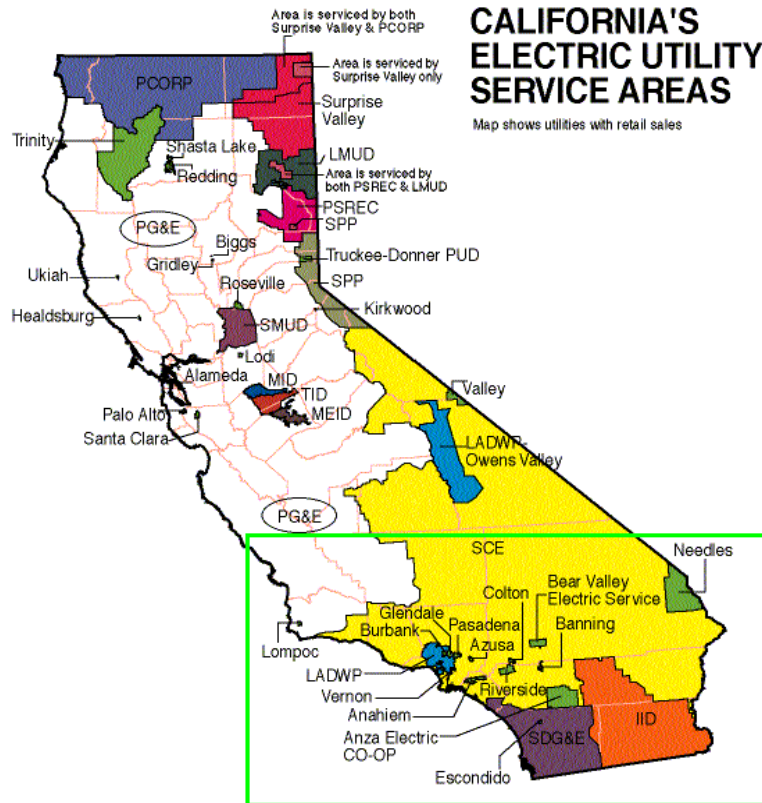 CALIFORNIA'S
ELECTRIC UTILITY
SERVICE AREAS
Map shows utilities with retail sales
Area is serviced by both
Surprise Valley & PCORP
Area is serviced by
Surprise Valley only
PCORP
Surprise
Valley
Trinity
Shasta Lake
Redding
LMUD
Area is serviced by
both PSREC & LMUD
PSREC
SPP
PG&E
Biggs
Gridley
Truckee-Donner PUD
Ukiah
Roseville
SPP
Healdsburg
SMUD
Kirkwood
Lodi
Alameda
MID
TID
MEID
Valley
Palo Alto
Santa Clara
LADWP-
Owens Valley
PG&E
SCE
Needles
Colton
Bear Valley
Electric Service
Glendale
Burbank
Pasadena
Azusa
Banning
Lompoc
LADWP
Vernon
Riverside
Anahiem
Anza Electric
CO-OP
SDG&E
IID
Escondido